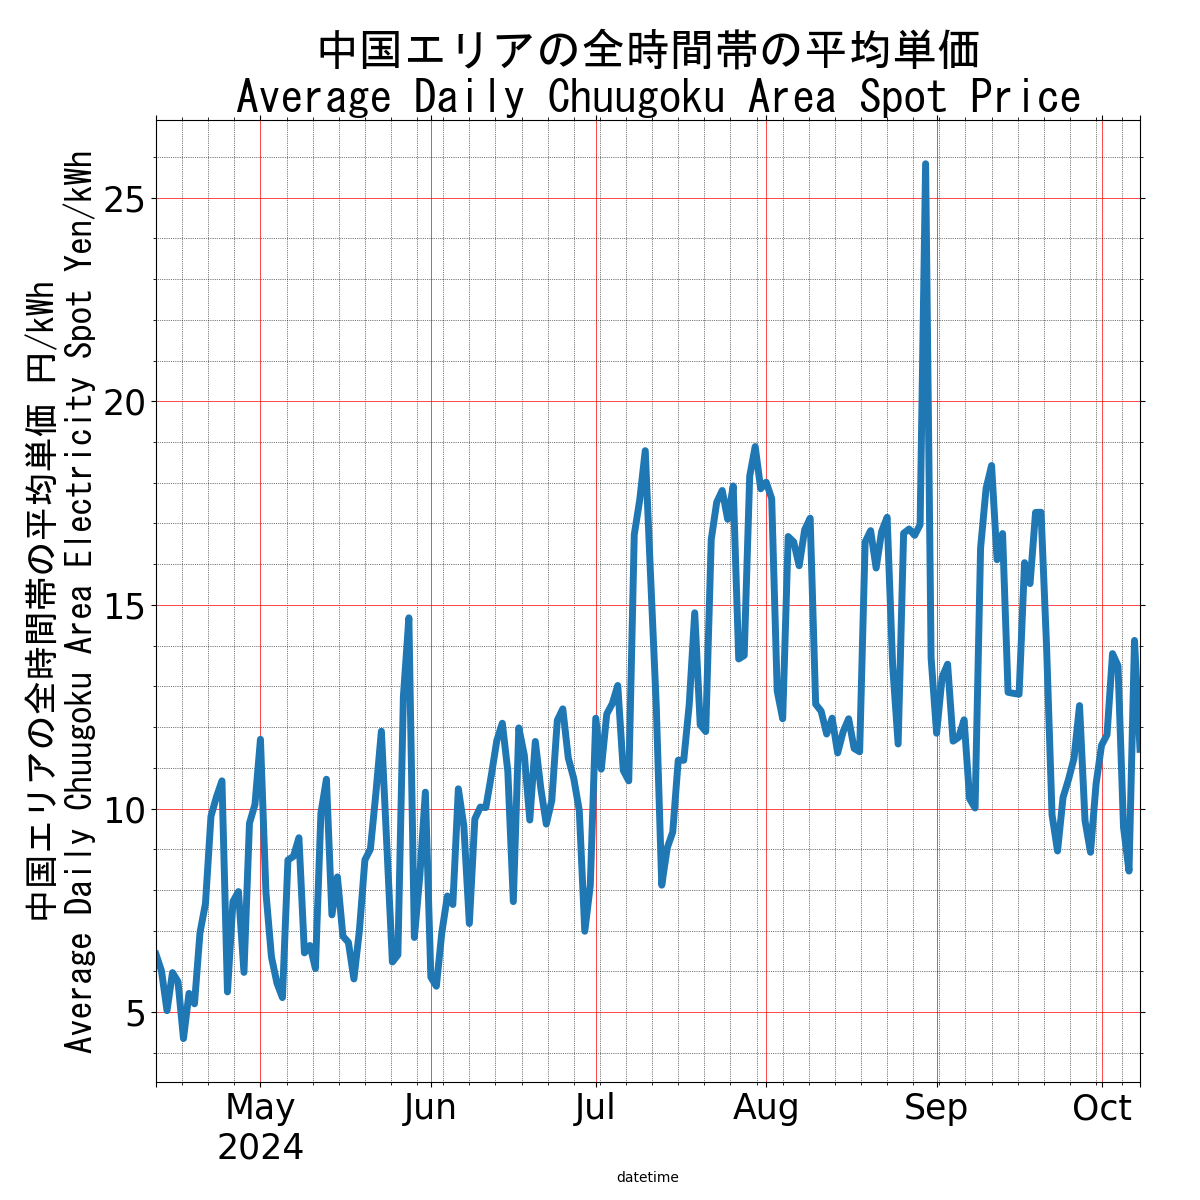 中国エリアの全時間帯の平均単価
Average Daily Chuugoku Area Spot Price
中国エリアの全時間帯の平均単価 円/kWh
Average Daily Chuugoku Area Electricity Spot Yen/kWh
25
20
15
10
5
May
2024
Jun
Jul
Aug
Sep
Oct
datetime